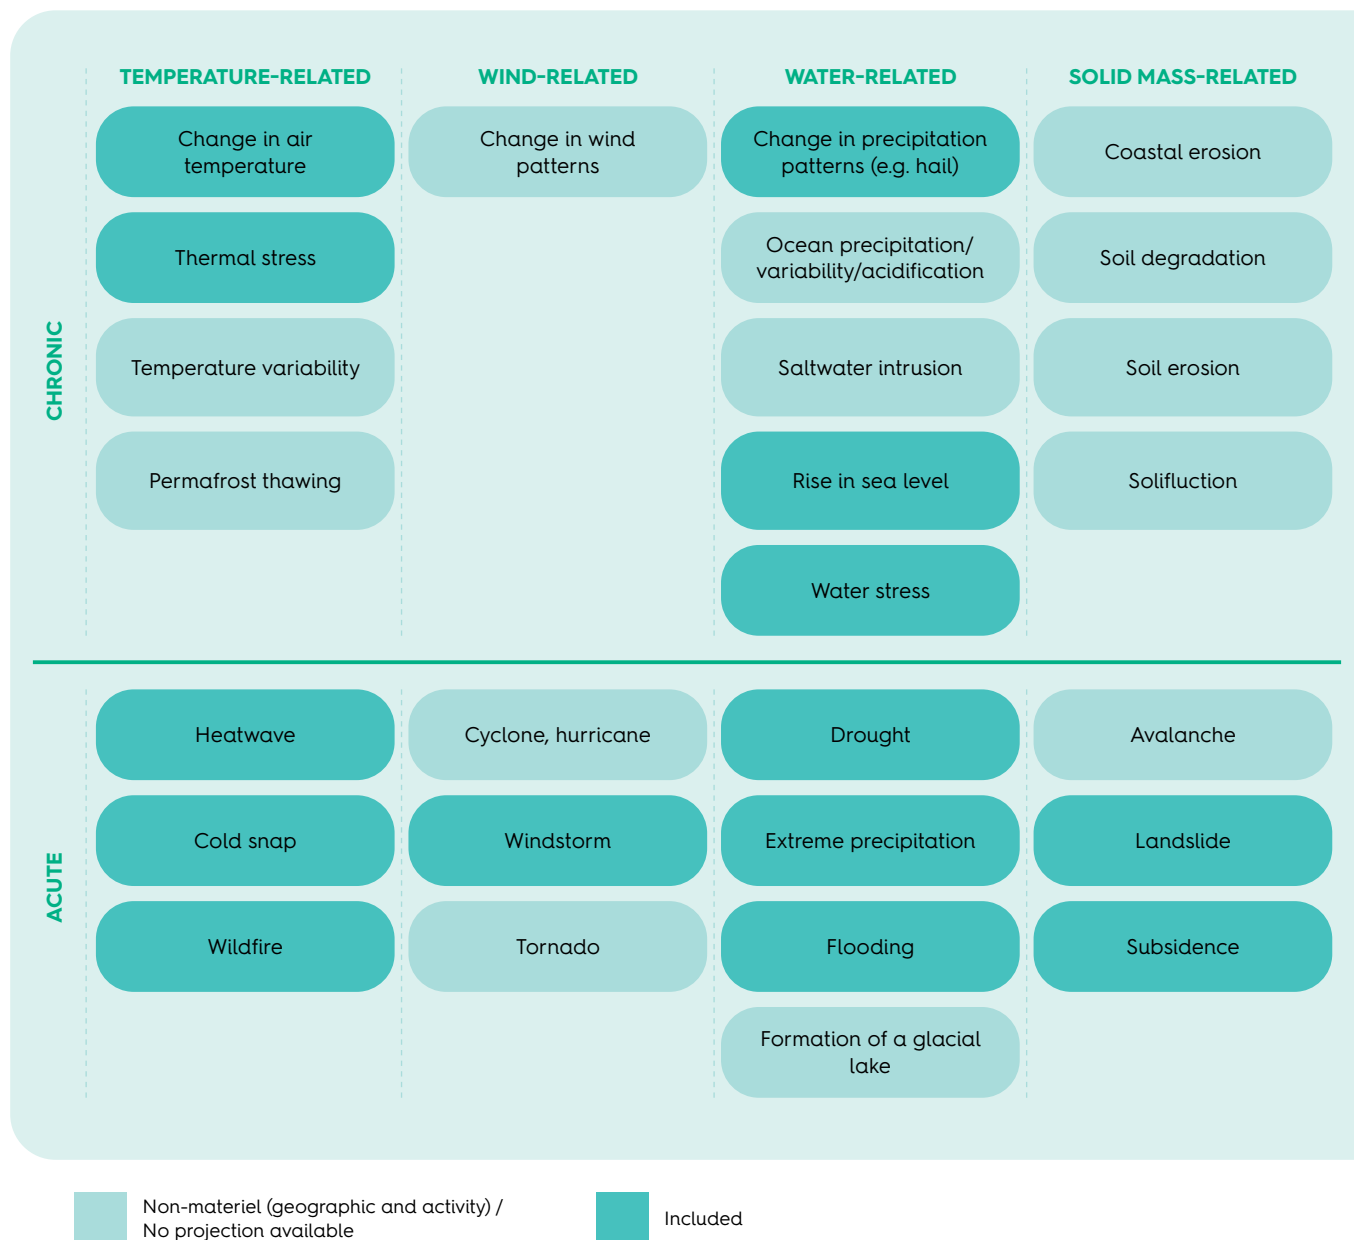 TEMPERATURE-RELATED
WIND-RELATED
WATER-RELATED
SOLID MASS-RELATED
CHRONIC
Change in air
temperature
Change in wind
patterns
Change in precipitation
patterns (e.g. hail)
Coastal erosion
Thermal stress
Ocean precipitation/
variability/acidification
Soil degradation
Temperature variability
Saltwater intrusion
Soil erosion
Permafrost thawing
Rise in sea level
Solifluction
Water stress
ACUTE
Heatwave
Cyclone, hurricane
Drought
Avalanche
Cold snap
Windstorm
Extreme precipitation
Landslide
Wildfire
Tornado
Flooding
Subsidence
Formation of a glacial
lake
Non-materiel (geographic and activity) /
No projection available
Included